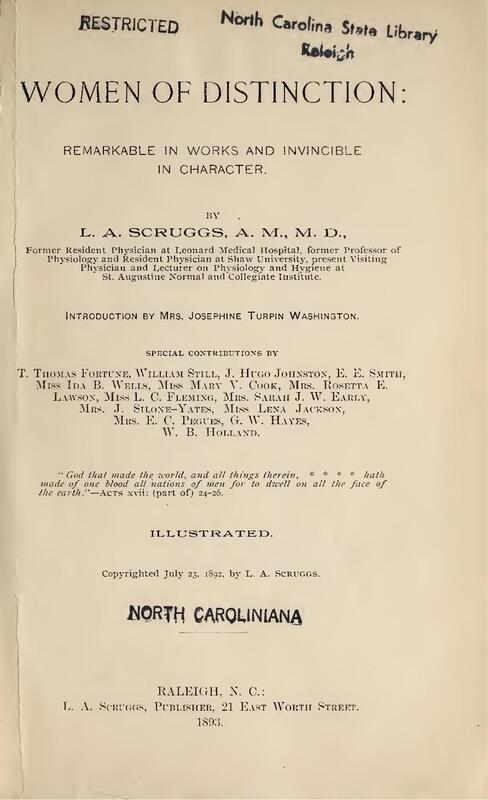 RESTRICTED
North Carolina State Library
Raleigh
WOMEN OF DISTINCTION:
REMARKABLE IN WORKS AND INVINCIBLE
IN CHARACTER.
BY
L. A. SCRUGGS, A. M., M. D.,
Former Resident Physician at Leonard Medical Hospital, former Professor of
Physiology and Resident Physician at Shaw University, present Visiting
Physician and Lecturer on Physiology and Hygiene at
St. Augustine Normal and Collegiate Institute.
INTRODUCTION BY MRS. JOSEPHINE TURPIN WASHINGTON.
SPECIAL CONTRIBUTIONS BY
T. THOMAS FORTUNE, WILLIAM STILL, J. HUGO JOHNSTON, E. E. SMITH,
MISS IDA B. WELLS, MISS MARY V. COOK, MRS. ROSETTA E.
LAWSON, MISS L. C. FLEMING, MRS. SARAH J. W. EARLY,
MRS. J. SILONE-YATES, MISS LENA JACKSON,
MRS. E. C. PEGUES, G. W. HAYES,
W. B. HOLLAND.
"God that made the world, and all things therein, * * * * hath
made of one blood all nations of men for to dwell on all the face of
the earth."—ACTS xvii: (part of) 24-26.
ILLUSTRATED.
Copyrighted July 23, 1892, by L. A. SCRUGGS.
NORTH CAROLINIANA
RALEIGH, N. C.:
L. A. SCRUGGS, PUBLISHER, 21 EAST WORTH STREET.
1893.